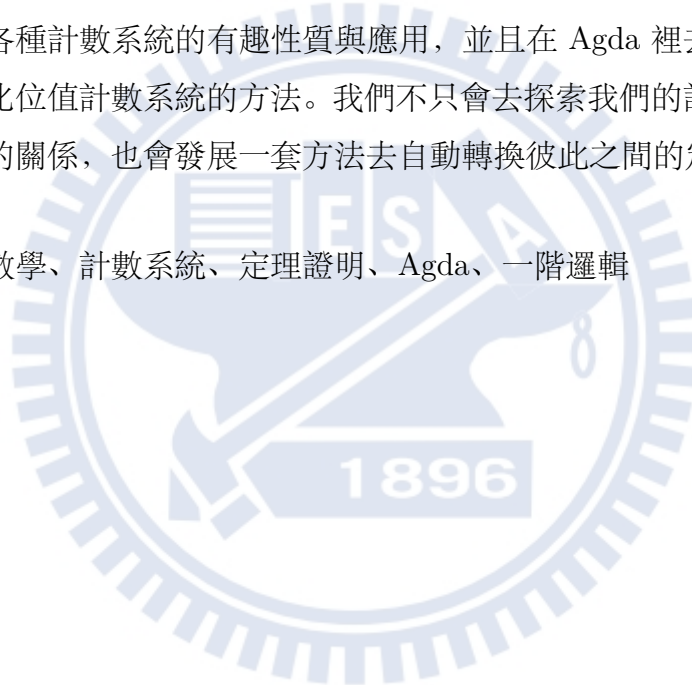 各種計數系統的有趣性質與應用，並且在 Agda 裡去
化位值計數系統的方法。我們不只會去探索我們的
的關係，也會發展一套方法去自動轉換彼此之間的
數學、計數系統、定理證明、Agda、一階邏輯
E S A
1896